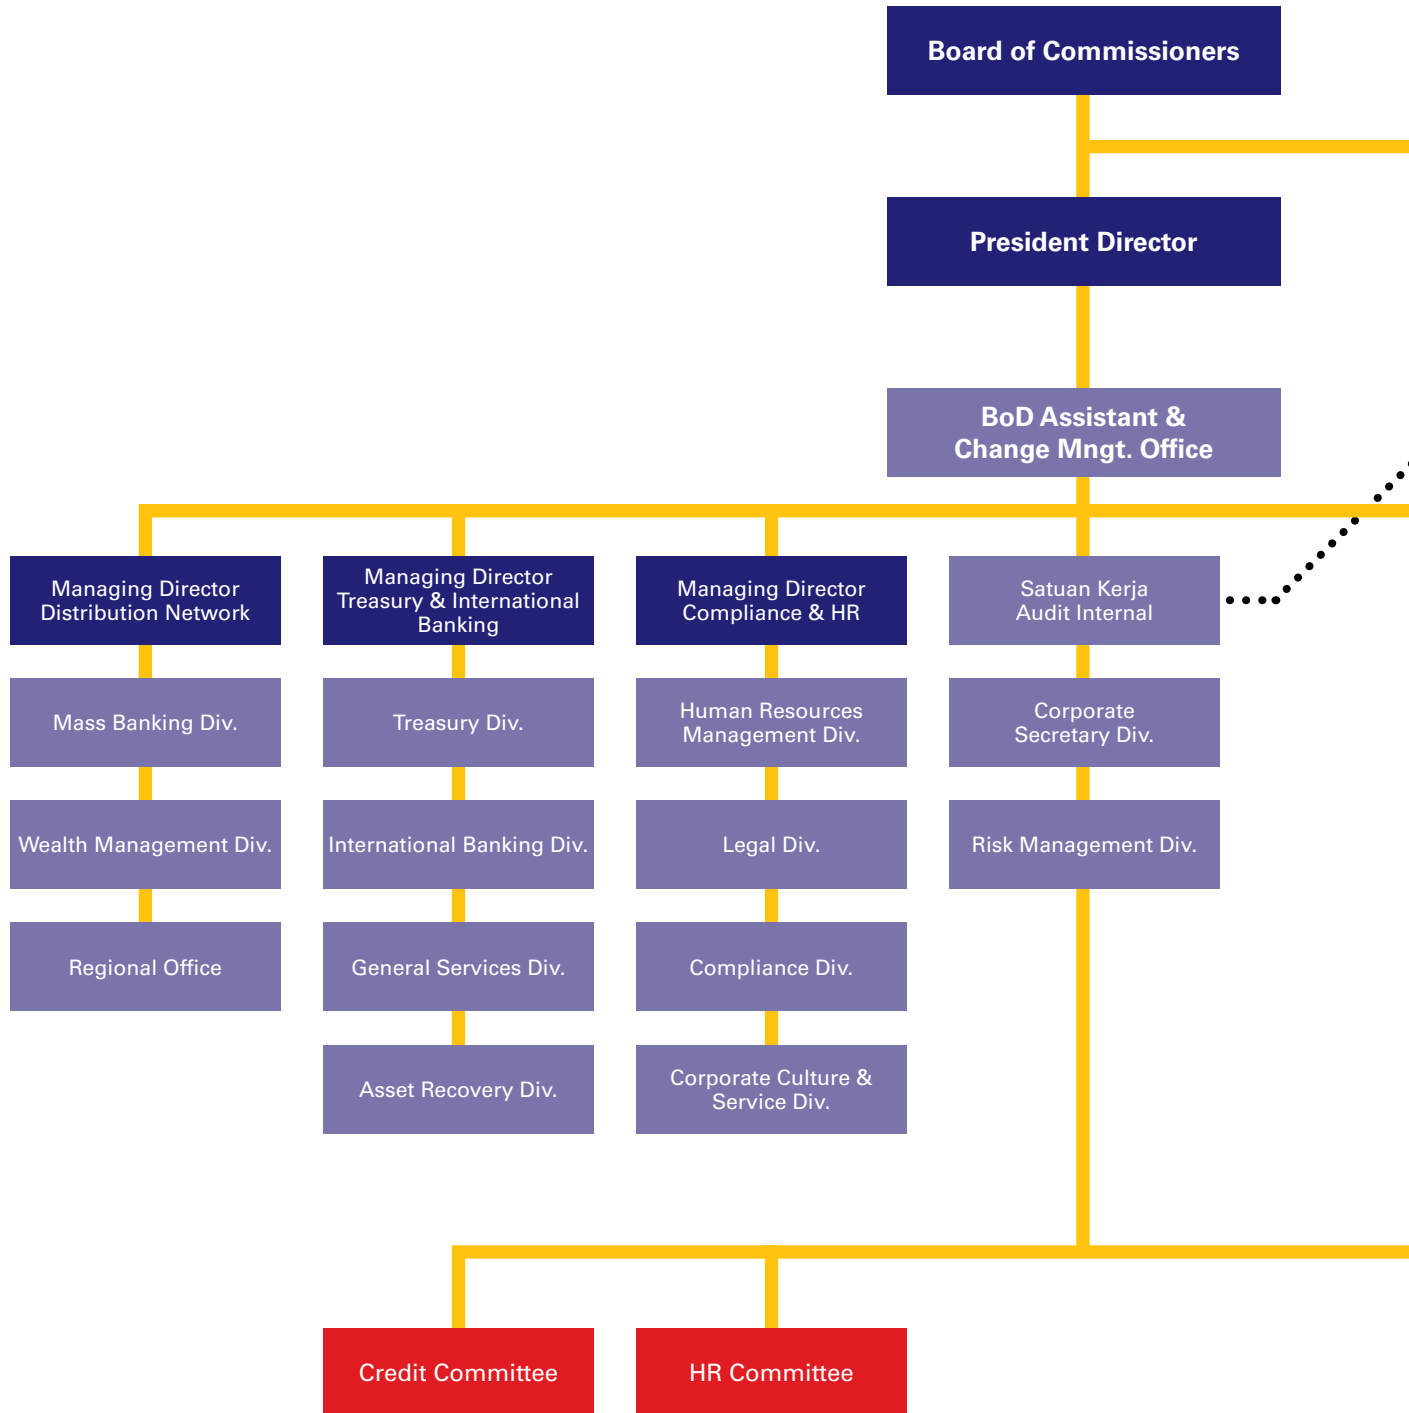 Board of Commissioners
President Director
BoD Assistant &
Change Mngt. Office
Managing Director
Distribution Network
Mass Banking Div.
Wealth Management Div.
Regional Office
Managing Director
Treasury & International
Banking
Treasury Div.
International Banking Div.
General Services Div.
Asset Recovery Div.
Managing Director
Compliance & HR
Human Resources
Management Div.
Legal Div.
Compliance Div.
Corporate Culture &
Service Div.
Satuan Kerja
Audit Internal
Corporate
Secretary Div.
Risk Management Div.
Credit Committee
HR Committee